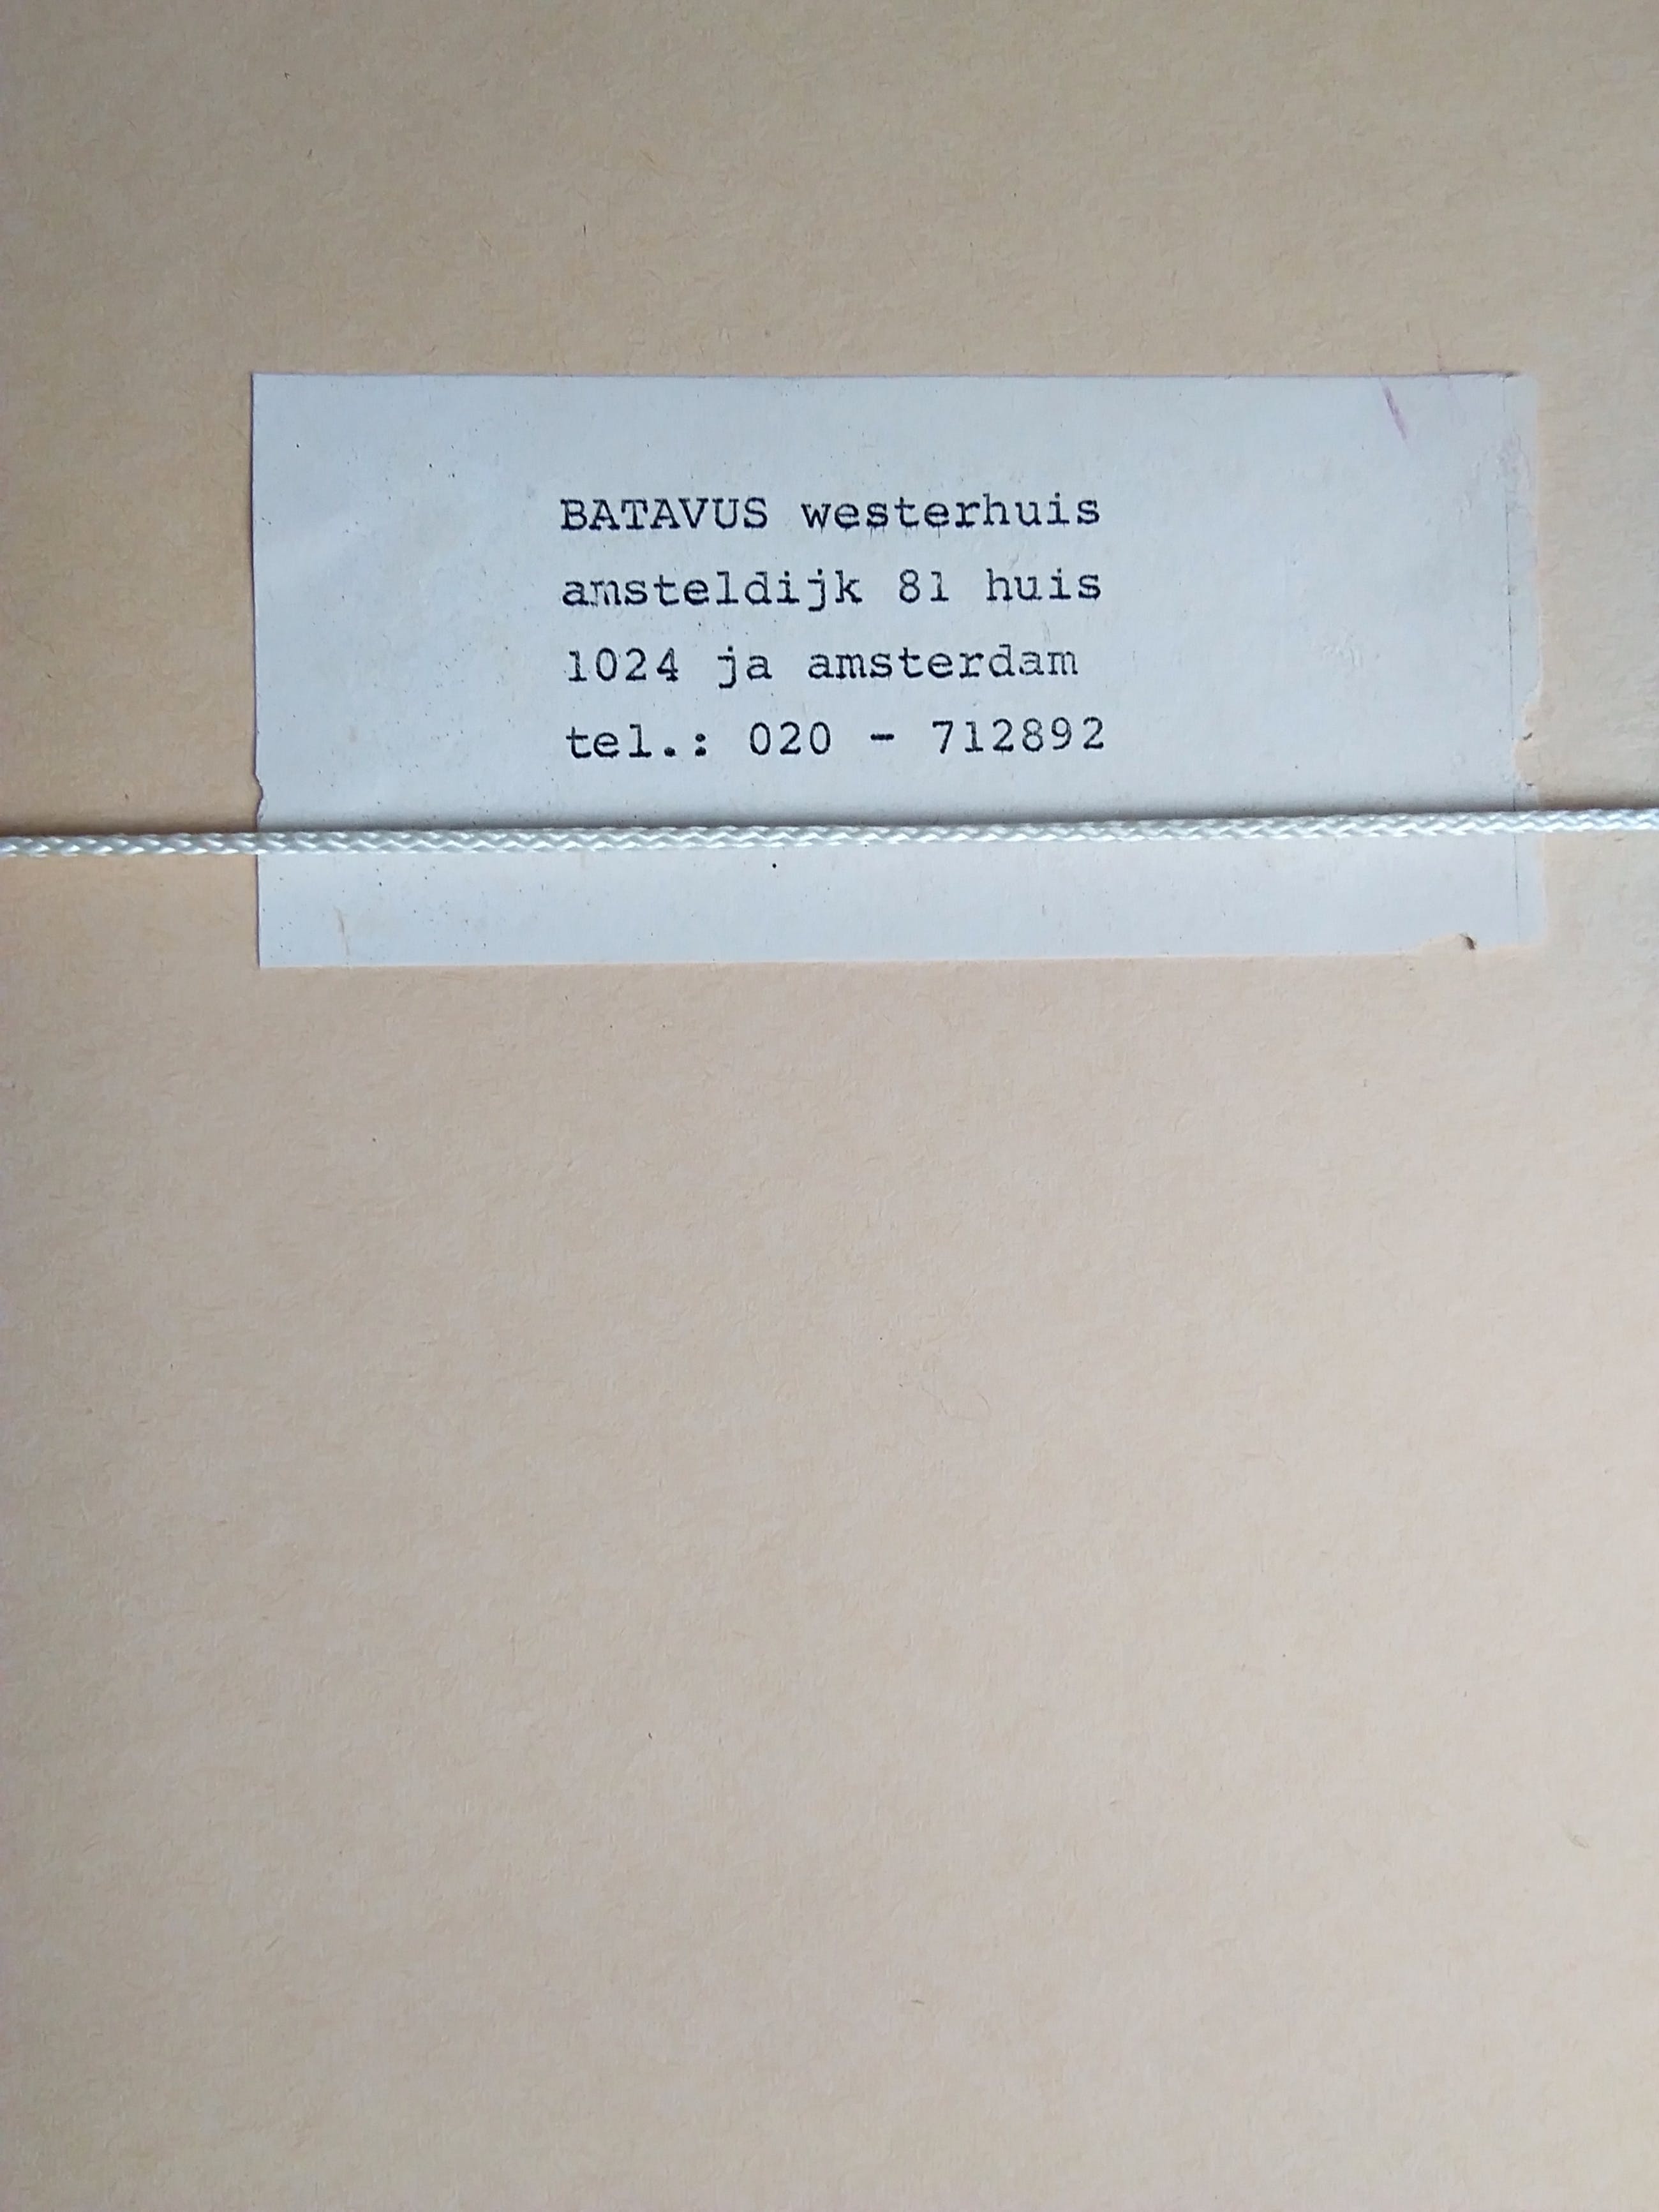 BATAVUS westerhuis
amsteldijk 81 huis
1024 ja amsterdam
tel.: 020 - 712892